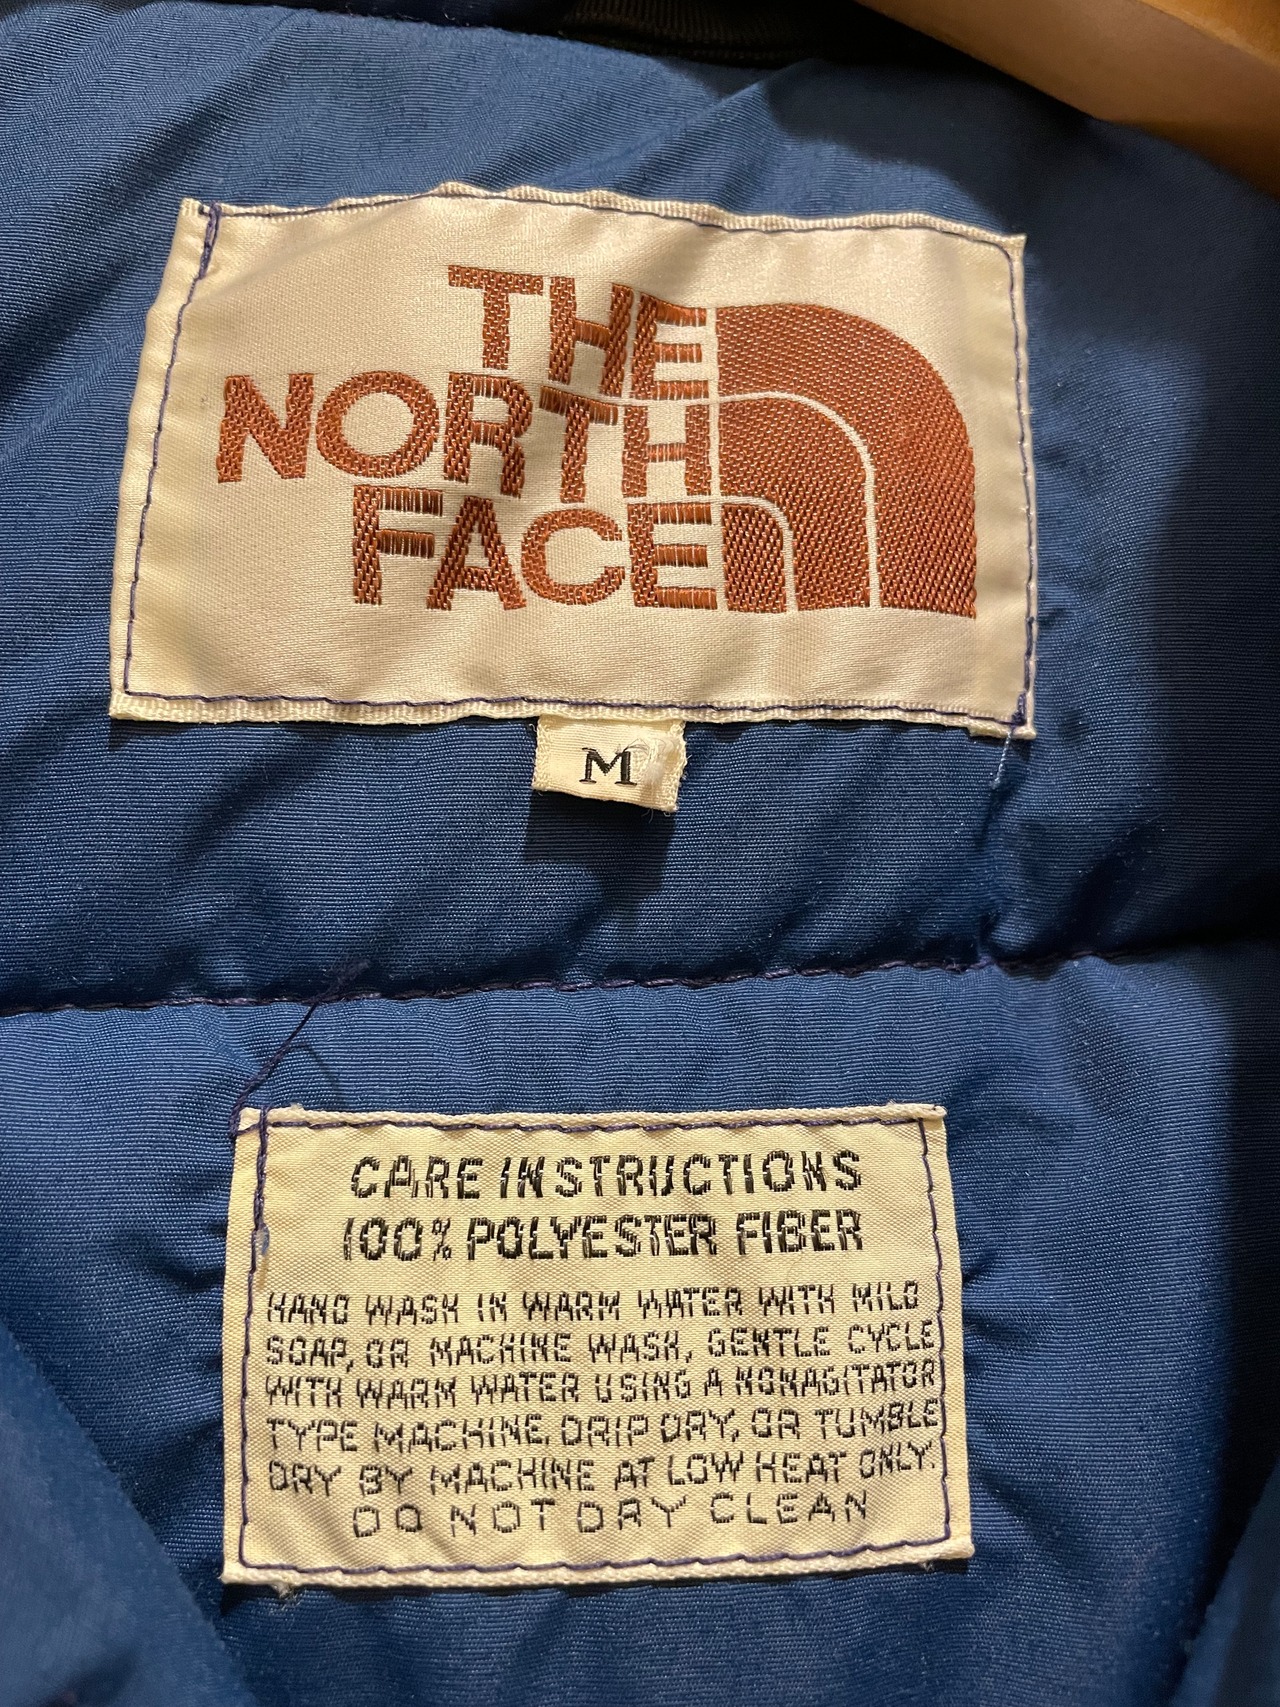 THE
NORTH
FACE
M
CARE INSTRUCTIONS
100% POLYESTER FIBER
HAND WASH IN WARM WATER WITH MILD
SOAP, OR MACHINE WASH, GENTLE CYCLE
WITH WARM WATER USING A NONAGITATOR
TYPE MACHINE. DRIP DRY, OR TUMBLE
DRY BY MACHINE AT LOW HEAT ONLY.
DO NOT DRY CLEAN